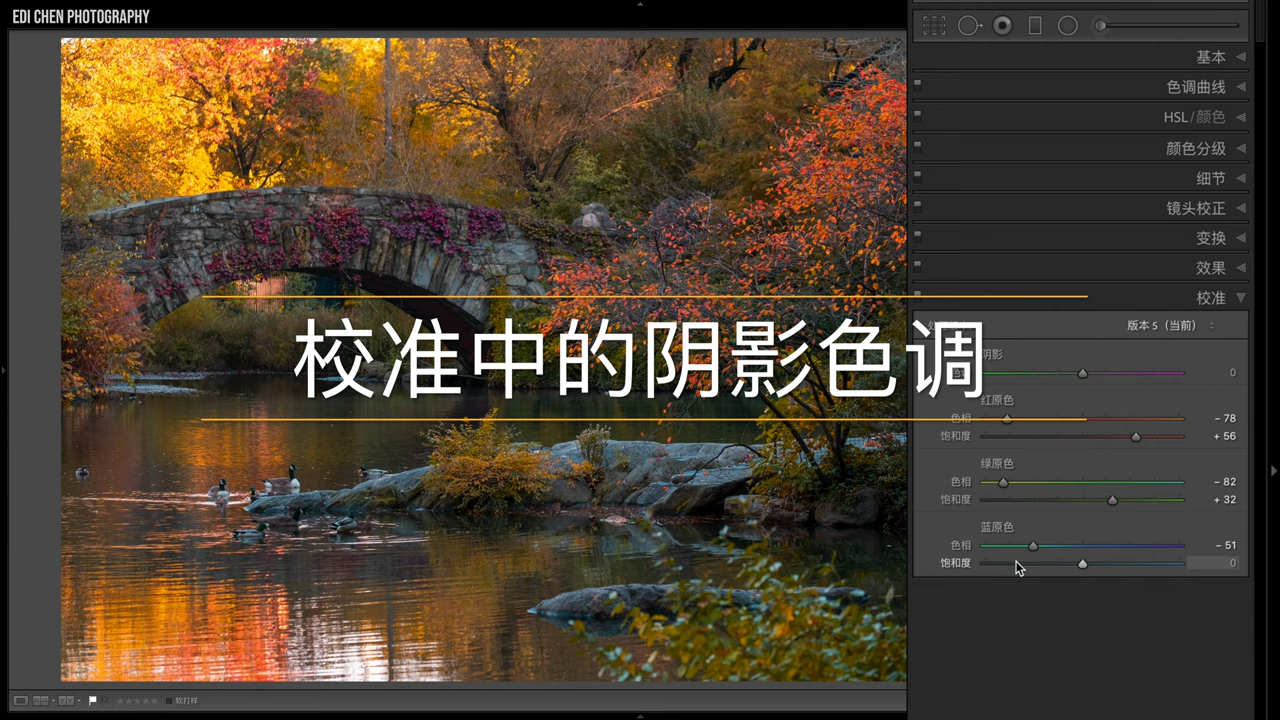 EDI CHEN PHOTOGRAPHY
基本
色调曲线
HSL/颜色
颜色分级
细节
镜头校正
变换
效果
校准
版本 5（当前）
阴影
0
校准中的阴影色调
红原色
色相 - 78
饱和度 + 56
绿原色
色相 - 82
饱和度 + 32
蓝原色
色相 - 51
饱和度 0
软打样